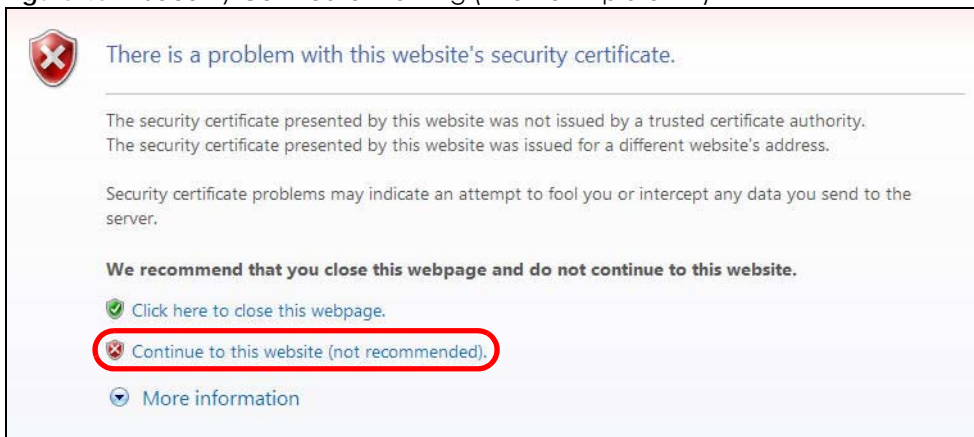 There is a problem with this website's security certificate.
The security certificate presented by this website was not issued by a trusted certificate authority.
The security certificate presented by this website was issued for a different website's address.
Security certificate problems may indicate an attempt to fool you or intercept any data you send to the
server.
We recommend that you close this webpage and do not continue to this website.
Click here to close this webpage.
Continue to this website (not recommended).
More information